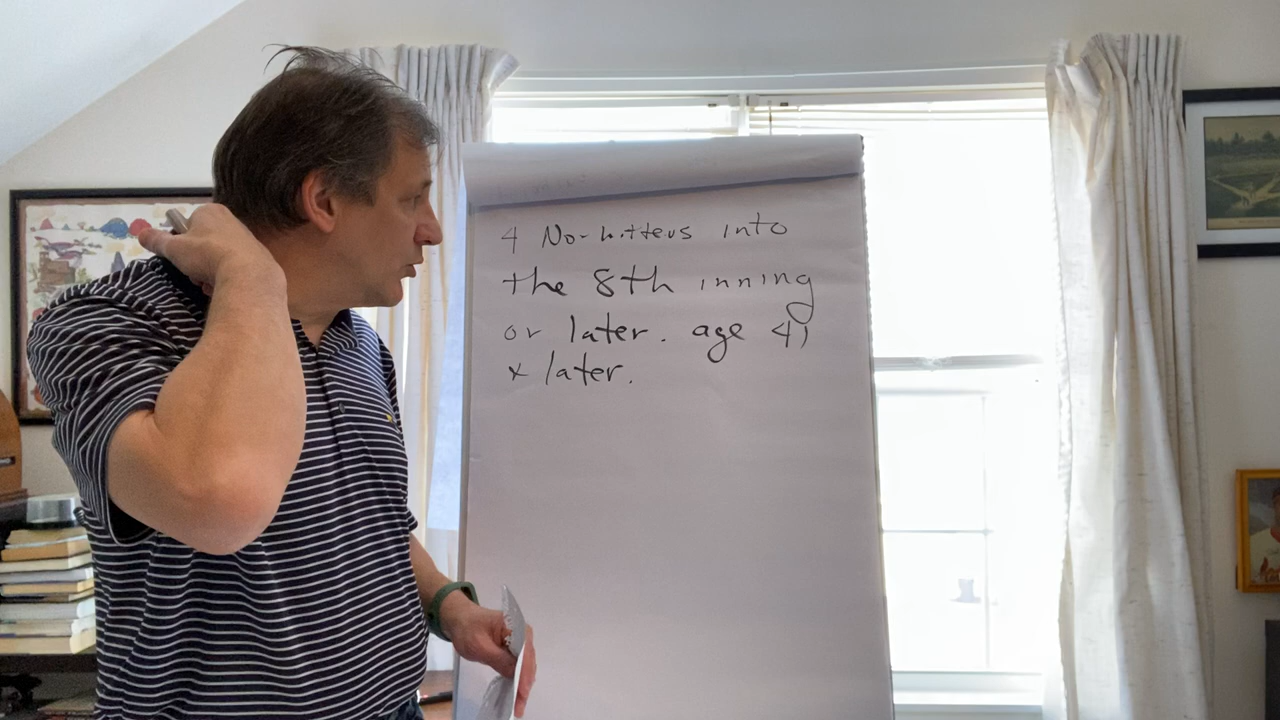 4 No-hitters into
the 8th inning
or later. age 41
+ later.